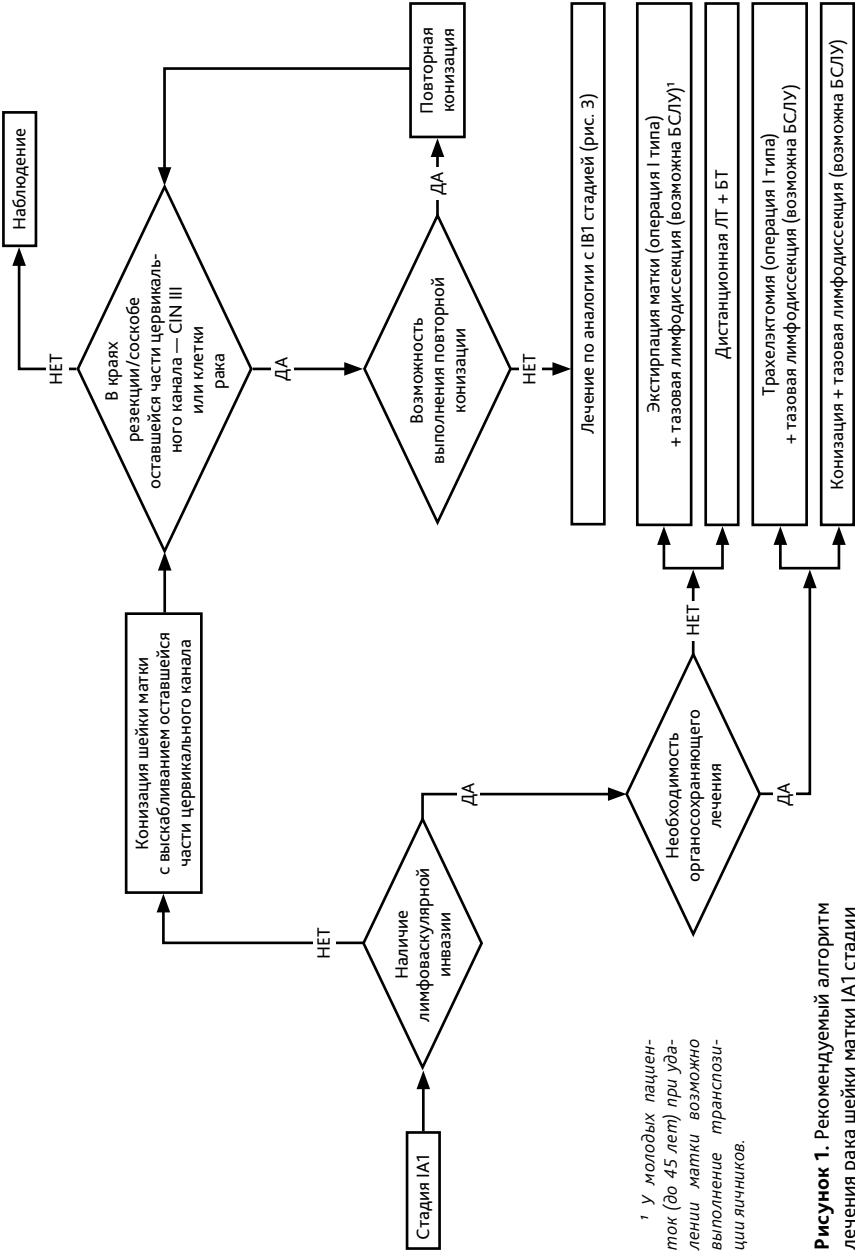 Стадия IA1
Наличие
лимфоваскулярной
инвазии
НЕТ
Конизация шейки матки
с выскабливанием оставшейся
части цервикального канала
В краях
резекции/соскобе
оставшейся части цервикаль-
ного канала — CIN III
или клетки
рака
НЕТ
Наблюдение
ДА
Возможность
выполнения повторной
конизации
ДА
Повторная
конизация
НЕТ
Лечение по аналогии с IB1 стадией (рис. 3)
ДА
Необходимость
органосохраняющего
лечения
НЕТ
Экстирпация матки (операция I типа)
+ тазовая лимфодиссекция (возможна БСЛУ)¹
Дистанционная ЛТ + БТ
ДА
Трахелэктомия (операция I типа)
+ тазовая лимфодиссекция (возможна БСЛУ)
Конизация + тазовая лимфодиссекция (возможна БСЛУ)
¹ У молодых пациен-
ток (до 45 лет) при уда-
лении матки возможно
выполнение транспози-
ции яичников.
Рисунок 1. Рекомендуемый алгоритм
лечения рака шейки матки IA1 стадии